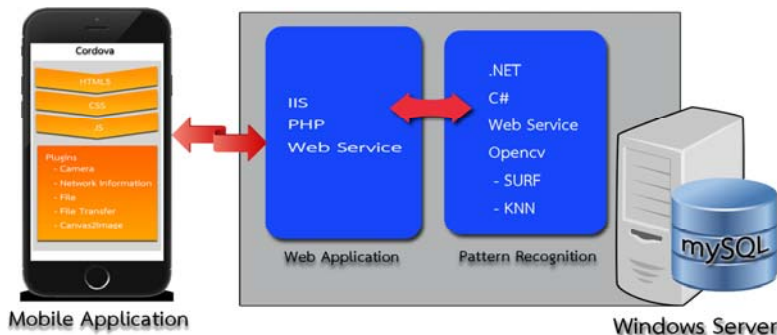 Cordova
HTML5
CSS
JS
Plugins
- Camera
- Network Information
- File
- File Transfer
- Canvas2Image
Mobile Application
IIS
PHP
Web Service
Web Application
.NET
C#
Web Service
Opencv
- SURF
- KNN
Pattern Recognition
mySQL
Windows Server